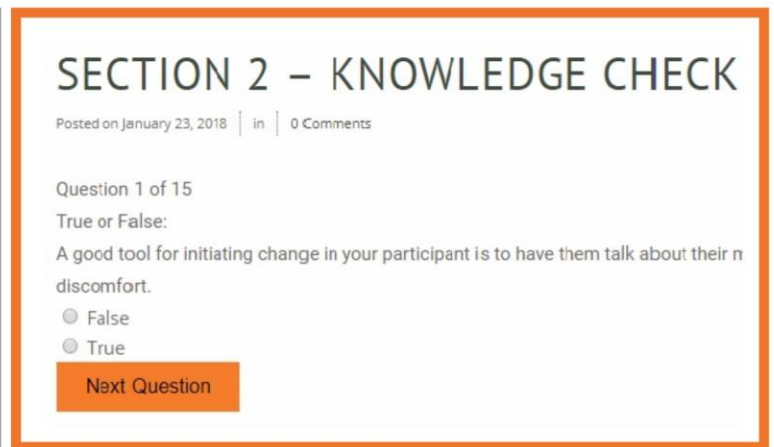 SECTION 2 – KNOWLEDGE CHECK
Posted on January 23, 2018 in 0 Comments
Question 1 of 15
True or False:
A good tool for initiating change in your participant is to have them talk about their
discomfort.
False
True
Next Question